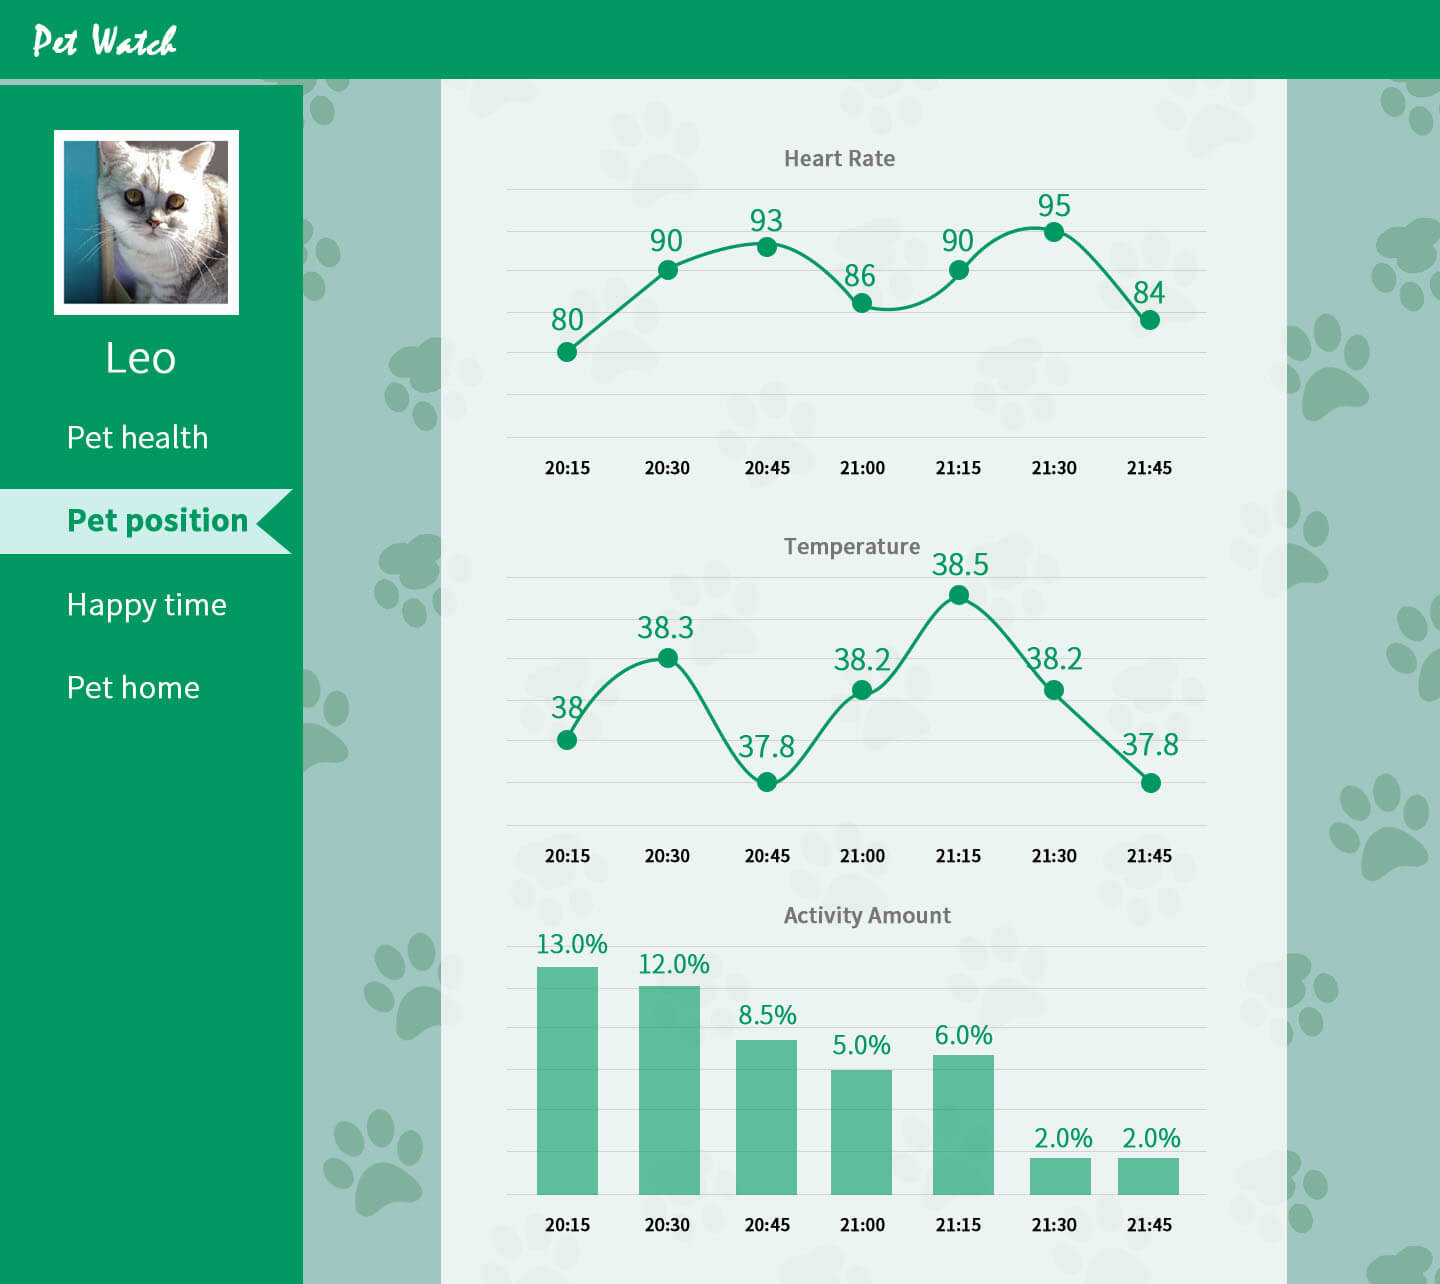 Pet Watch
Leo
Pet health
Pet position
Happy time
Pet home
Heart Rate
80 90 93 86 90 95 84
20:15 20:30 20:45 21:00 21:15 21:30 21:45
Temperature
38 38.3 37.8 38.2 38.5 38.2 37.8
20:15 20:30 20:45 21:00 21:15 21:30 21:45
Activity Amount
13.0% 12.0% 8.5% 5.0% 6.0% 2.0% 2.0%
20:15 20:30 20:45 21:00 21:15 21:30 21:45